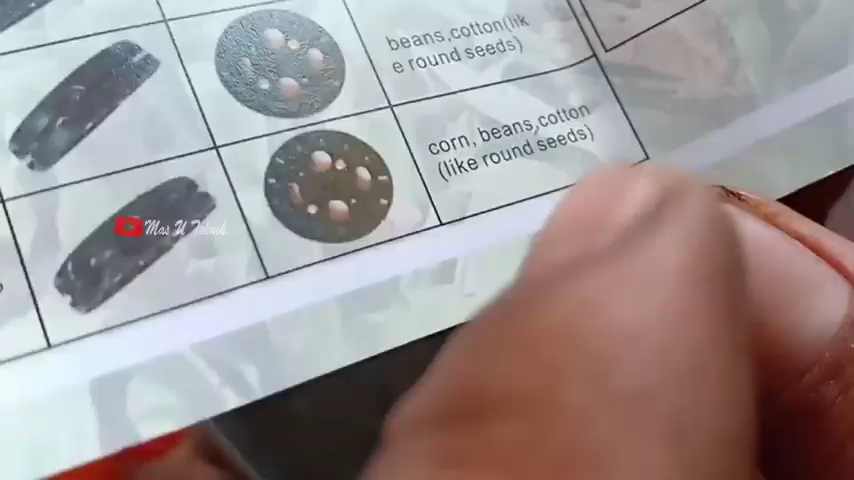 beans,cotton(lik
e round seeds)
corn, beans,cotton
(like round seeds)
Mas U Teknik